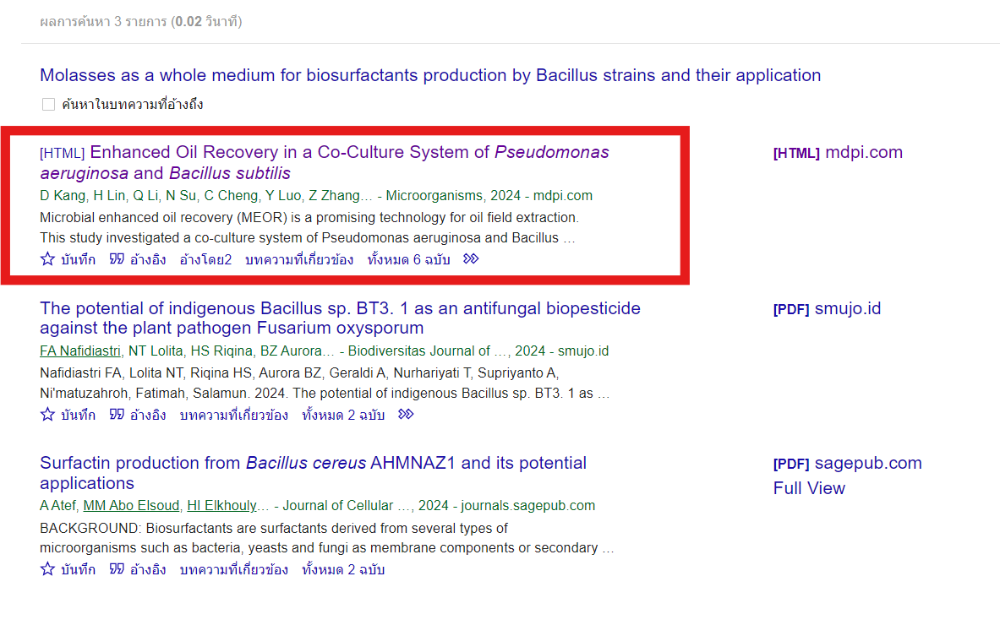 ผลการค้นหา 3 รายการ (0.02 วินาที)
Molasses as a whole medium for biosurfactants production by Bacillus strains and their application
ค้นหาในบทความที่อ้างถึง
[HTML] Enhanced Oil Recovery in a Co-Culture System of Pseudomonas
aeruginosa and Bacillus subtilis
[HTML] mdpi.com
D Kang, H Lin, Q Li, N Su, C Cheng, Y Luo, Z Zhang… - Microorganisms, 2024 - mdpi.com
Microbial enhanced oil recovery (MEOR) is a promising technology for oil field extraction.
This study investigated a co-culture system of Pseudomonas aeruginosa and Bacillus …
บันทึก อ้างอิง อ้างโดย2 บทความที่เกี่ยวข้อง ทั้งหมด 6 ฉบับ
The potential of indigenous Bacillus sp. BT3. 1 as an antifungal biopesticide
against the plant pathogen Fusarium oxysporum
[PDF] smujo.id
FA Nafidiastri, NT Lolita, HS Riqina, BZ Aurora… - Biodiversitas Journal of …, 2024 - smujo.id
Nafidiastri FA, Lolita NT, Riqina HS, Aurora BZ, Geraldi A, Nurhariyati T, Supriyanto A,
Ni'matuzahroh, Fatimah, Salamun. 2024. The potential of indigenous Bacillus sp. BT3. 1 as …
บันทึก อ้างอิง บทความที่เกี่ยวข้อง ทั้งหมด 2 ฉบับ
Surfactin production from Bacillus cereus AHMNAZ1 and its potential
applications
[PDF] sagepub.com
Full View
A Atef, MM Abo Elsoud, HI Elkhouly… - Journal of Cellular …, 2024 - journals.sagepub.com
BACKGROUND: Biosurfactants are surfactants derived from several types of
microorganisms such as bacteria, yeasts and fungi as membrane components or secondary …
บันทึก อ้างอิง บทความที่เกี่ยวข้อง ทั้งหมด 2 ฉบับ